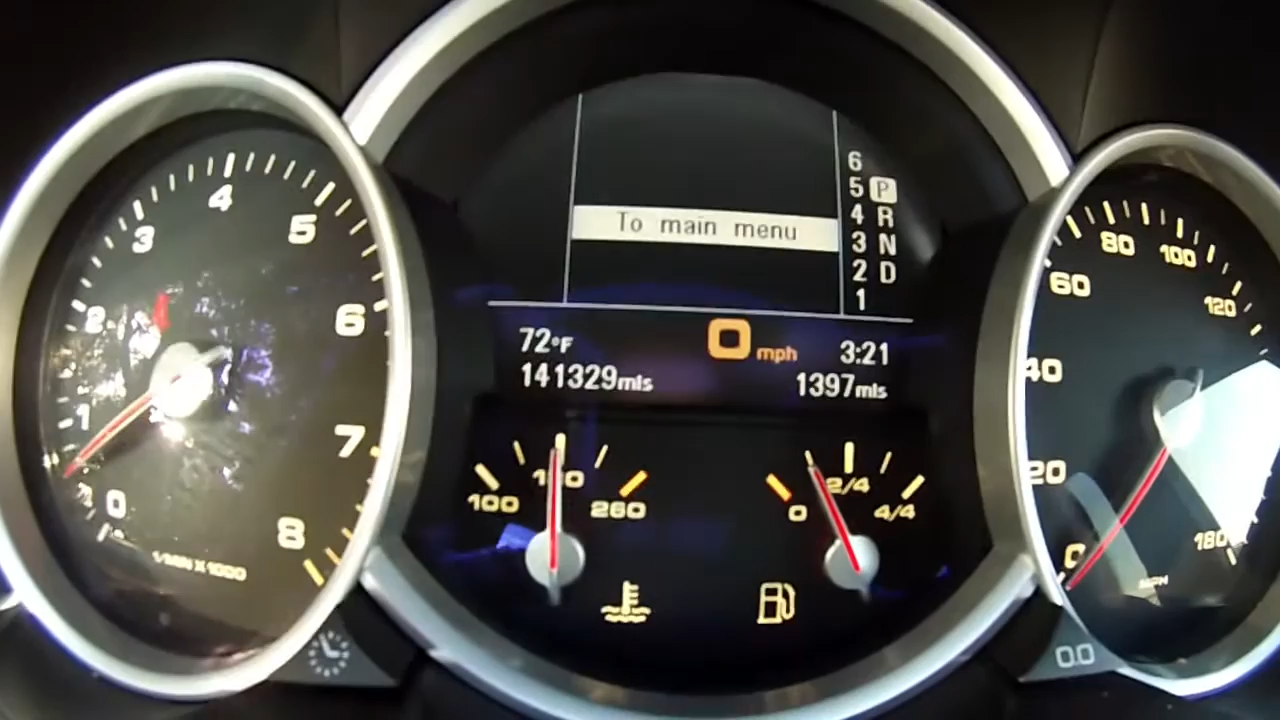 0
1
2
3
4
5
6
7
8
1/MIN X 1000
To main menu
6
5 P
4 R
3 N
2 D
1
72°F
0 mph
3:21
141329mls
1397mls
100
180
260
0
2/4
4/4
0
20
40
60
80
100
120
180
MPH
0.0